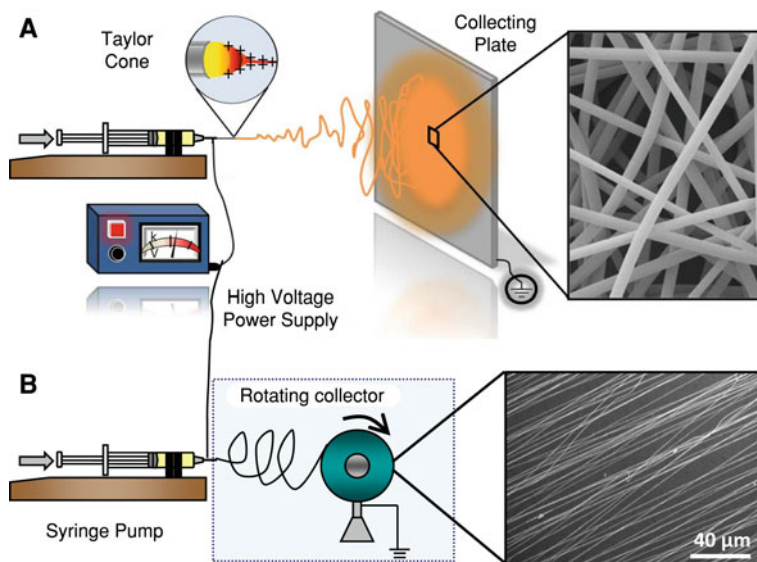 A
Taylor
Cone
Collecting
Plate
High Voltage
Power Supply
B
Rotating collector
Syringe Pump
40 µm